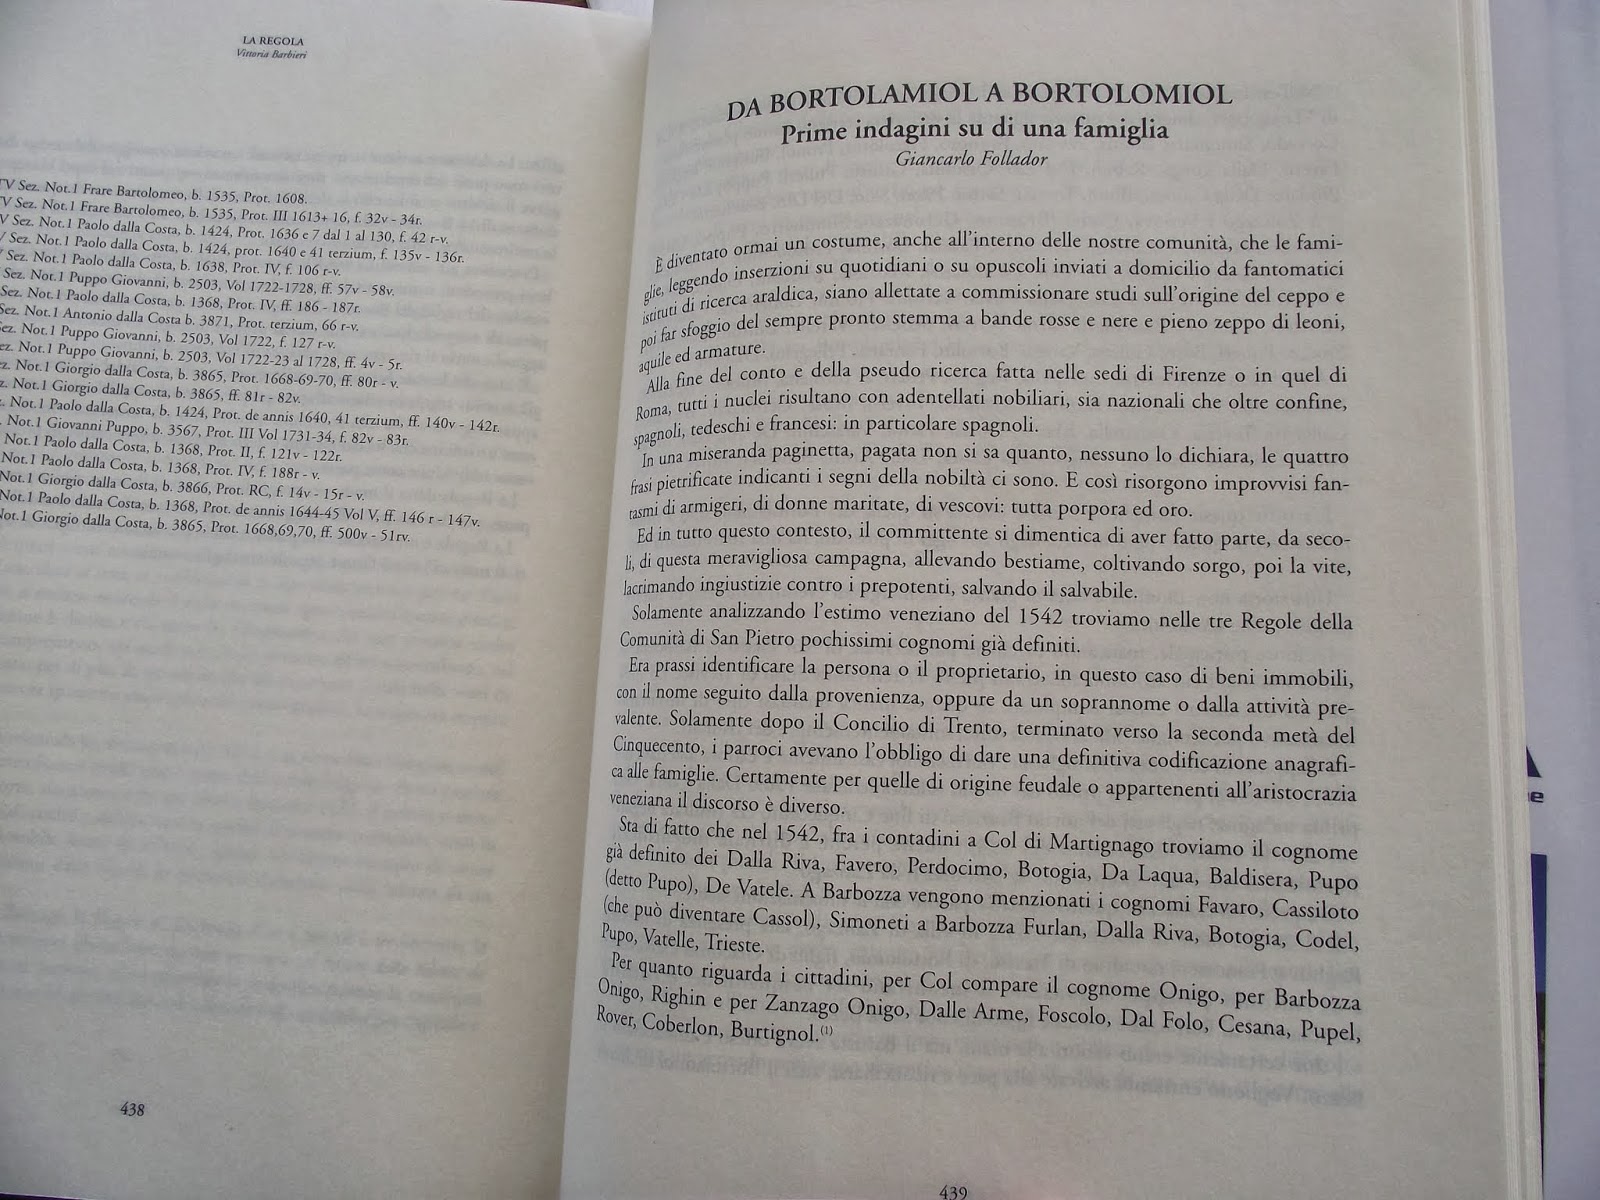 LA REGOLA
Vittoria Barbieri
TV Sez. Not.1 Frare Bartolomeo, b. 1535, Prot. 1608.
V Sez. Not.1 Frare Bartolomeo, b. 1535, Prot. III 1613+ 16, f. 32v - 34r.
V Sez. Not.1 Paolo dalla Costa, b. 1424, Prot. 1636 e 7 dal 1 al 130, f. 42 r-v.
Sez. Not.1 Paolo dalla Costa, b. 1424, prot. 1640 e 41 terzium, f. 135v - 136r.
Sez. Not.1 Paolo dalla Costa, b. 1638, Prot. IV, f. 106 r-v.
Sez. Not.1 Puppo Giovanni, b. 2503, Vol 1722-1728, ff. 57v - 58v.
Sez. Not.1 Paolo dalla Costa, b. 1368, Prot. IV, ff. 186 - 187r.
Sez. Not.1 Antonio dalla Costa b. 3871, Prot. terzium, 66 r-v.
ez. Not.1 Puppo Giovanni, b. 2503, Vol 1722, f. 127 r-v.
ez. Not.1 Puppo Giovanni, b. 2503, Vol 1722-23 al 1728, ff. 4v - 5r.
z. Not.1 Giorgio dalla Costa, b. 3865, Prot. 1668-69-70, ff. 80r - v.
z. Not.1 Giorgio dalla Costa, b. 3865, ff. 81r - 82v.
. Not.1 Paolo dalla Costa, b. 1424, Prot. de annis 1640, 41 terzium, ff. 140v - 142r.
. Not.1 Giovanni Puppo, b. 3567, Prot. III Vol 1731-34, f. 82v - 83r.
Not.1 Paolo dalla Costa, b. 1368, Prot. II, f. 121v - 122r.
Not.1 Paolo dalla Costa, b. 1368, Prot. IV, f. 188r - v.
Not.1 Giorgio dalla Costa, b. 3866, Prot. RC, f. 14v - 15r - v.
Not.1 Paolo dalla Costa, b. 1368, Prot. de annis 1644-45 Vol V, ff. 146 r - 147v.
Not.1 Giorgio dalla Costa, b. 3865, Prot. 1668,69,70, ff. 500v - 51rv.
438
DA BORTOLAMIOL A BORTOLOMIOL
Prime indagini su di una famiglia
Giancarlo Follador
È diventato ormai un costume, anche all'interno delle nostre comunità, che le fami-
glie, leggendo inserzioni su quotidiani o su opuscoli inviati a domicilio da fantomatici
istituti di ricerca araldica, siano allettate a commissionare studi sull'origine del ceppo e
poi far sfoggio del sempre pronto stemma a bande rosse e nere e pieno zeppo di leoni,
aquile ed armature.
Alla fine del conto e della pseudo ricerca fatta nelle sedi di Firenze o in quel di
Roma, tutti i nuclei risultano con adentellati nobiliari, sia nazionali che oltre confine,
spagnoli, tedeschi e francesi: in particolare spagnoli.
In una miseranda paginetta, pagata non si sa quanto, nessuno lo dichiara, le quattro
frasi pietrificate indicanti i segni della nobiltà ci sono. E così risorgono improvvisi fan-
tasmi di armigeri, di donne maritate, di vescovi: tutta porpora ed oro.
Ed in tutto questo contesto, il committente si dimentica di aver fatto parte, da seco-
li, di questa meravigliosa campagna, allevando bestiame, coltivando sorgo, poi la vite,
lacrimando ingiustizie contro i prepotenti, salvando il salvabile.
Solamente analizzando l'estimo veneziano del 1542 troviamo nelle tre Regole della
Comunità di San Pietro pochissimi cognomi già definiti.
Era prassi identificare la persona o il proprietario, in questo caso di beni immobili,
con il nome seguito dalla provenienza, oppure da un soprannome o dalla attività pre-
valente. Solamente dopo il Concilio di Trento, terminato verso la seconda metà del
Cinquecento, i parroci avevano l'obbligo di dare una definitiva codificazione anagrafi-
ca alle famiglie. Certamente per quelle di origine feudale o appartenenti all'aristocrazia
veneziana il discorso è diverso.
Sta di fatto che nel 1542, fra i contadini a Col di Martignago troviamo il cognome
già definito dei Dalla Riva, Favero, Perdocimo, Botogia, Da Laqua, Baldisera, Pupo
(detto Pupo), De Vatele. A Barbozza vengono menzionati i cognomi Favaro, Cassiloto
(che può diventare Cassol), Simoneti a Barbozza Furlan, Dalla Riva, Botogia, Codel,
Pupo, Vatelle, Trieste.
Per quanto riguarda i cittadini, per Col compare il cognome Onigo, per Barbozza
Onigo, Righin e per Zanzago Onigo, Dalle Arme, Foscolo, Dal Folo, Cesana, Pupel,
Rover, Coberlon, Burtignol.(1)
439